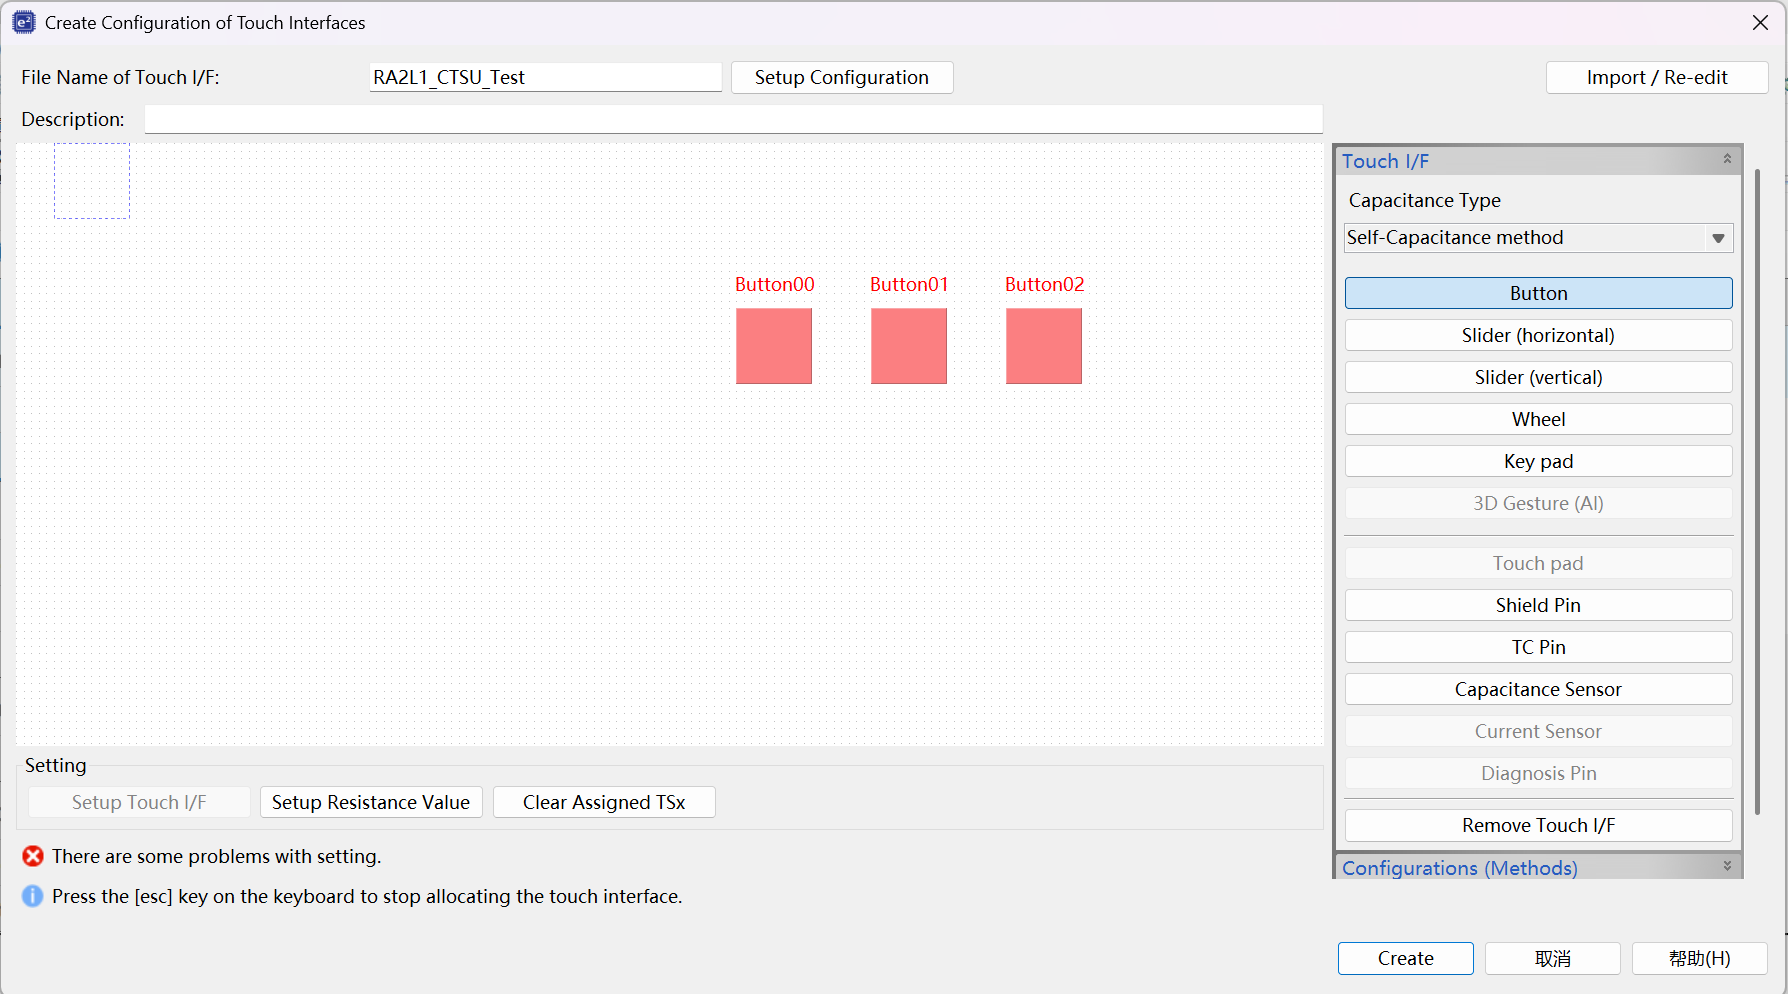 Create Configuration of Touch Interfaces
File Name of Touch I/F: RA2L1_CTSU_Test Setup Configuration Import / Re-edit
Description:
Button00 Button01 Button02
Touch I/F
Capacitance Type
Self-Capacitance method
Button
Slider (horizontal)
Slider (vertical)
Wheel
Key pad
3D Gesture (AI)
Touch pad
Shield Pin
TC Pin
Capacitance Sensor
Current Sensor
Diagnosis Pin
Remove Touch I/F
Configurations (Methods)
Setting
Setup Touch I/F Setup Resistance Value Clear Assigned TSx
There are some problems with setting.
Press the [esc] key on the keyboard to stop allocating the touch interface.
Create 取消 帮助(H)